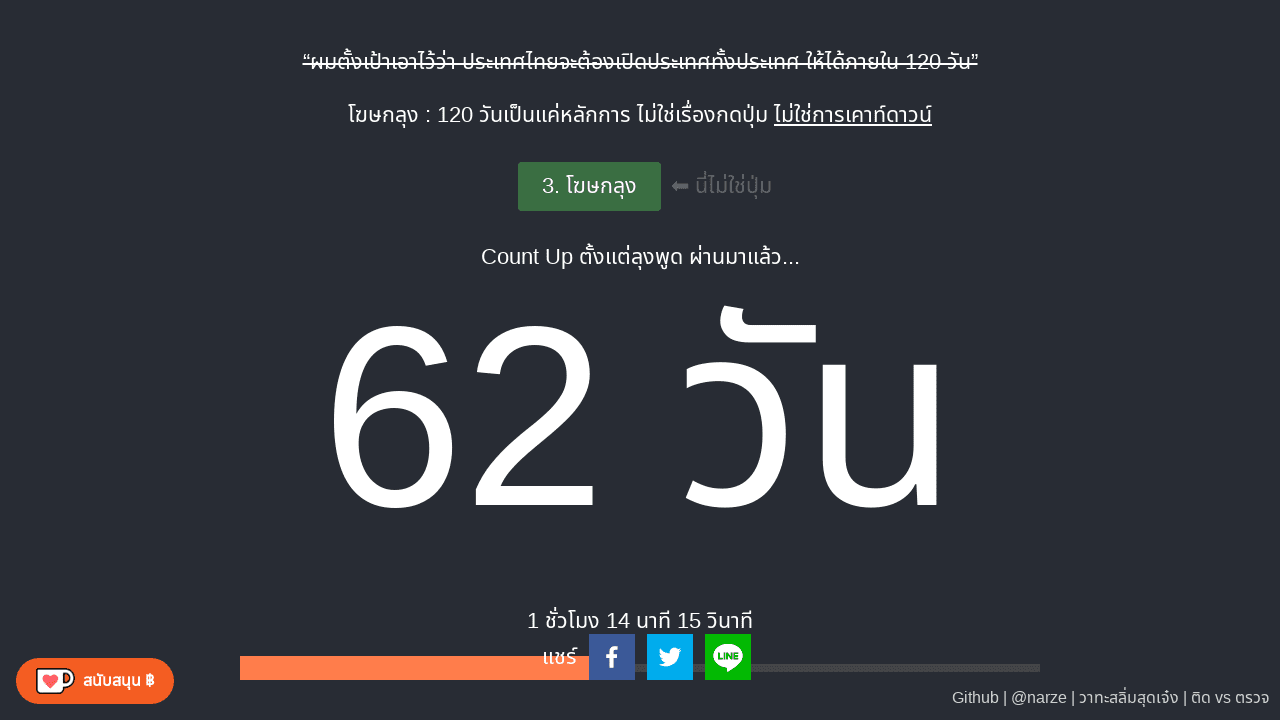 “ผมตั้งเป้าเอาไว้ว่า ประเทศไทยจะต้องเปิดประเทศทั้งประเทศ ให้ได้ภายใน 120 วัน”
โฆษกลุง : 120 วันเป็นแค่หลักการ ไม่ใช่เรื่องกดปุ่ม ไม่ใช่การเคาท์ดาวน์
3. โฆษกลุง ⬅ นี่ไม่ใช่ปุ่ม
Count Up ตั้งแต่ลุงพูด ผ่านมาแล้ว...
62 วัน
1 ชั่วโมง 14 นาที 15 วินาที
แชร์ LINE
สนับสนุน ฿
Github | @narze | วาทะสลิ่มสุดเจ๋ง | ติด vs ตรวจ